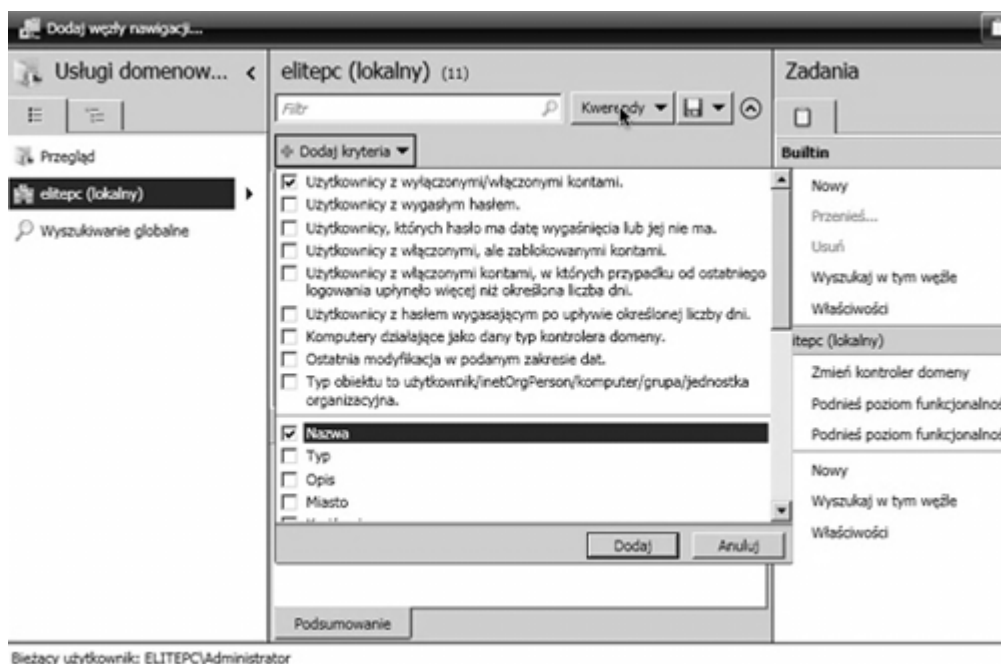 Dodaj węzły nawigacji...
Usługi domenow...
Przegląd
elitepc (lokalny)
Wyszukiwanie globalne
elitepc (lokalny) (11)
Filtr
Kwerendy
Dodaj kryteria
Użytkownicy z wyłączonymi/włączonymi kontami.
Użytkownicy z wygasłym hasłem.
Użytkownicy, których hasło ma datę wygaśnięcia lub jej nie ma.
Użytkownicy z włączonymi, ale zablokowanymi kontami.
Użytkownicy z włączonymi kontami, w których przypadku od ostatniego
logowania upłynęło więcej niż określona liczba dni.
Użytkownicy z hasłem wygasającym po upływie określonej liczby dni.
Komputery działające jako dany typ kontrolera domeny.
Ostatnia modyfikacja w podanym zakresie dat.
Typ obiektu to użytkownik/inetOrgPerson/komputer/grupa/jednostka
organizacyjna.
Nazwa
Typ
Opis
Miasto
Dodaj
Anuluj
Podsumowanie
Zadania
Builtin
Nowy
Przenieś...
Usuń
Wyszukaj w tym węźle
Właściwości
itepc (lokalny)
Zmień kontroler domeny
Podnieś poziom funkcjonalnoś
Podnieś poziom funkcjonalnoś
Nowy
Wyszukaj w tym węźle
Właściwości
Bieżący użytkownik: ELITEPC\Administrator